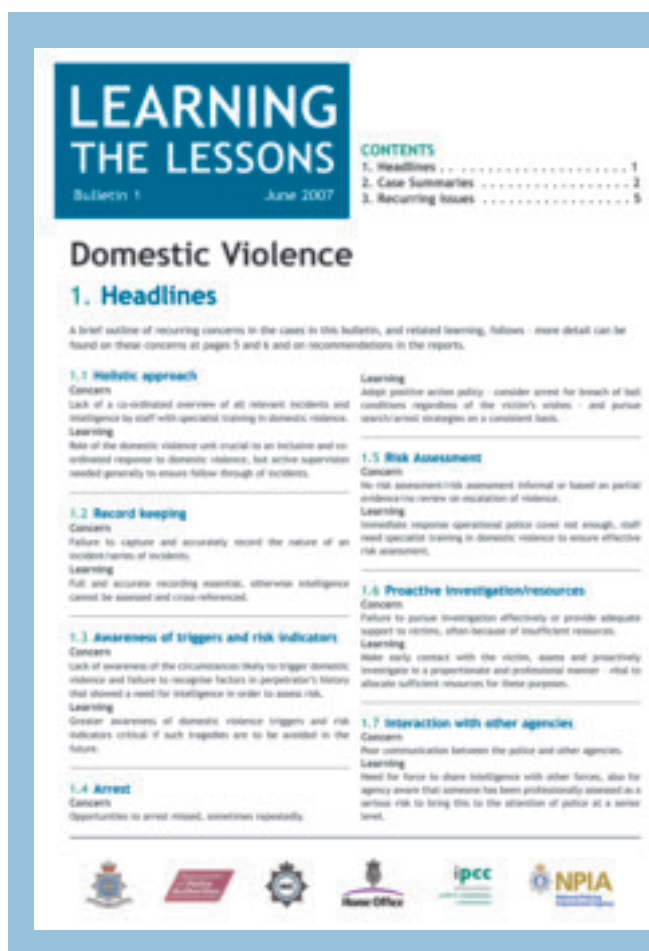 LEARNING
THE LESSONS
Bulletin 1 June 2007
CONTENTS
1. Headlines . . . . . . . . . . . . . . . . . . . . . . 1
2. Case Summaries . . . . . . . . . . . . . . . . . 2
3. Recurring Issues . . . . . . . . . . . . . . . . . 5
Domestic Violence
1. Headlines
A brief outline of recurring concerns in the cases in this bulletin, and related learning, follows - more detail can be
found on these concerns at pages 5 and 6 and on recommendations in the reports.
1.1 Holistic approach
Concern
Lack of a co-ordinated overview of all relevant incidents and
intelligence by staff with specialist training in domestic violence.
Learning
Role of the domestic violence unit crucial to an inclusive and co-
ordinated response to domestic violence, but active supervision
needed generally to ensure follow through of incidents.
1.2 Record keeping
Concern
Failure to capture and accurately record the nature of an
incident/series of incidents.
Learning
Full and accurate recording essential, otherwise intelligence
cannot be assessed and cross-referenced.
1.3 Awareness of triggers and risk indicators
Concern
Lack of awareness of the circumstances likely to trigger domestic
violence and failure to recognise factors in perpetrator's history
that showed a need for intelligence in order to assess risk.
Learning
Greater awareness of domestic violence triggers and risk
indicators critical if such tragedies are to be avoided in the
future.
1.4 Arrest
Concern
Opportunities to arrest missed, sometimes repeatedly.
Learning
Adopt positive action policy - consider arrest for breach of bail
conditions regardless of the victim's wishes - and pursue
search/arrest strategies on a consistent basis.
1.5 Risk Assessment
Concern
No risk assessment/risk assessment informal or based on partial
evidence/no review on escalation of violence.
Learning
Immediate response operational police cover not enough, staff
need specialist training in domestic violence to ensure effective
risk assessment.
1.6 Proactive investigation/resources
Concern
Failure to pursue investigation effectively or provide adequate
support to victims, often because of insufficient resources.
Learning
Make early contact with the victim, assess and proactively
investigate in a proportionate and professional manner - vital to
allocate sufficient resources for these purposes.
1.7 Interaction with other agencies
Concern
Poor communication between the police and other agencies.
Learning
Need for force to share intelligence with other forces, also for
agency aware that someone has been professionally assessed as a
serious risk to bring this to the attention of police at a senior
level.
Home Office
ipcc
NPIA